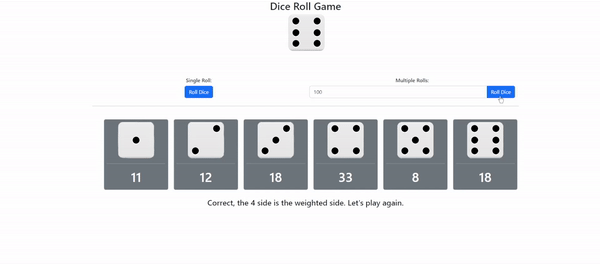 Dice Roll Game
Single Roll:
Multiple Rolls:
Roll Dice
100
Roll Dice
11 12 18 33 8 18
Correct, the 4 side is the weighted side. Let's play again.